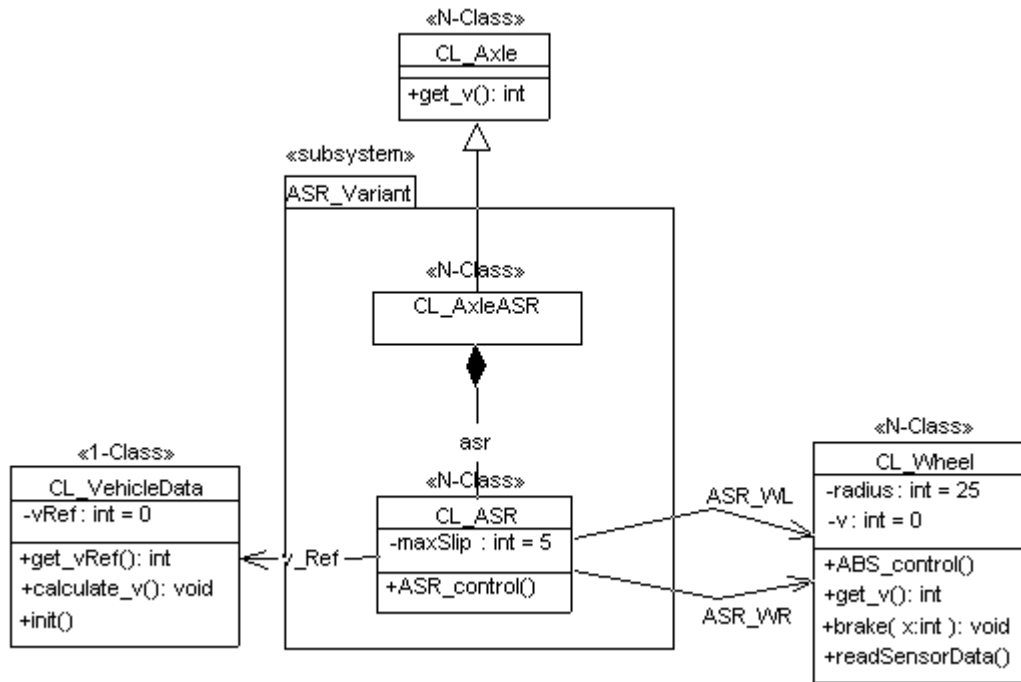 «N-Class»
CL_Axle
+get_v(): int
«subsystem»
ASR_Variant
«N-Class»
CL_AxleASR
asr
«1-Class»
CL_VehicleData
-vRef : int = 0
+get_vRef(): int
+calculate_v(): void
+init()
v_Ref
«N-Class»
CL_ASR
-maxSlip : int = 5
+ASR_control()
ASR_WL
ASR_WR
«N-Class»
CL_Wheel
-radius : int = 25
-v : int = 0
+ABS_control()
+get_v(): int
+brake( x:int ): void
+readSensorData()